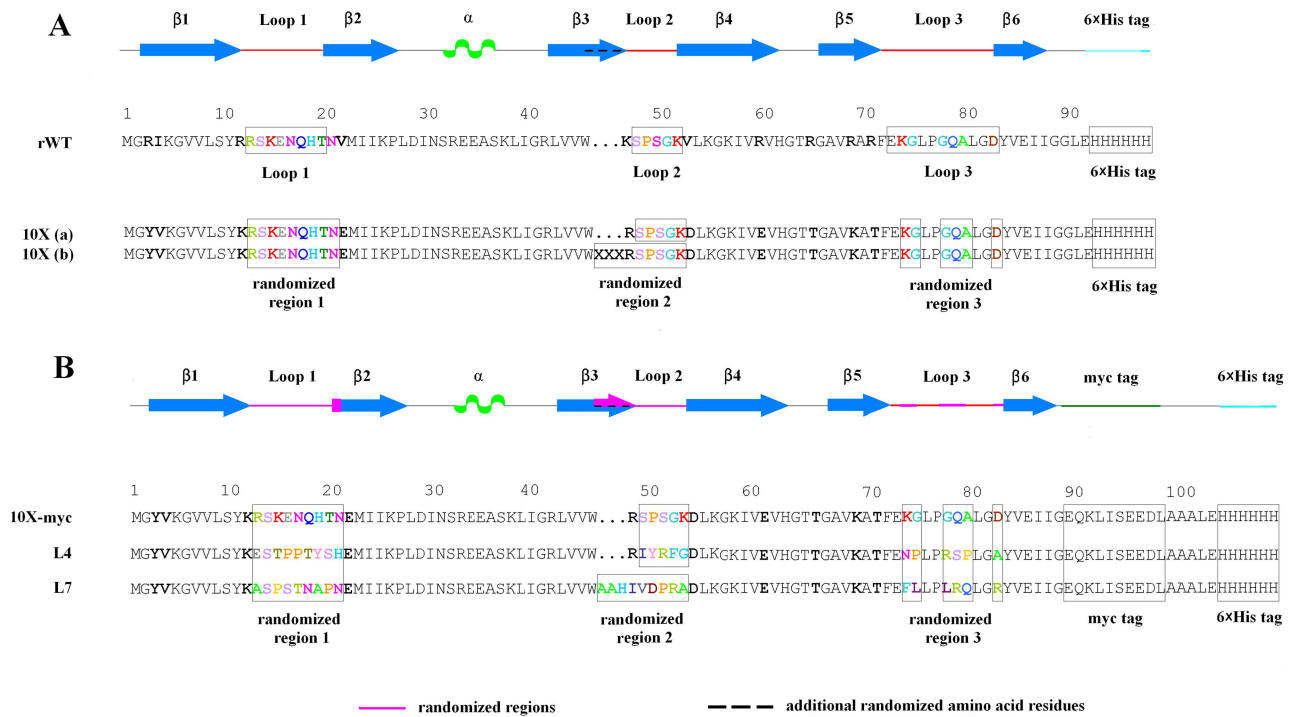 A
β1 Loop 1 β2 α β3 Loop 2 β4 β5 Loop 3 β6 6×His tag
1 10 20 30 40 50 60 70 80 90
rWT MGRIKGVVLSYRRSKENQHTNVMIIKPLDINSREEASKLIGRLVVW...KSPSGKVLKGKIVRVHGTRGAVRARFEKGLPGQALGDYVEIIGGLEHHHHHH
Loop 1 Loop 2 Loop 3 6×His tag
10X (a) MGYVKGVVLSYKRSKENQHTNEMIIKPLDINSREEASKLIGRLVVW...RSPSGKDLKGKIVEVHGTTGAVKATFEKGLPGQALGDYVEIIGGLEHHHHHH
10X (b) MGYVKGVVLSYKRSKENQHTNEMIIKPLDINSREEASKLIGRLVVWXXXRSPSGKDLKGKIVEVHGTTGAVKATFEKGLPGQALGDYVEIIGGLEHHHHHH
randomized randomized randomized 6×His tag
region 1 region 2 region 3
B
β1 Loop 1 β2 α β3 Loop 2 β4 β5 Loop 3 β6 myc tag 6×His tag
1 10 20 30 40 50 60 70 80 90 100
10X-myc MGYVKGVVLSYKRSKENQHTNEMIIKPLDINSREEASKLIGRLVVW...RSPSGKDLKGKIVEVHGTTGAVKATFEKGLPGQALGDYVEIIGEQKLISEEDLAAALEHHHHHH
L4 MGYVKGVVLSYKESTPPTYSHEMIIKPLDINSREEASKLIGRLVVW...RIYRFGDLKGKIVEVHGTTGAVKATFENPLPRSPLGAYVEIIGEQKLISEEDLAAALEHHHHHH
L7 MGYVKGVVLSYKASPSTNAPNEMIIKPLDINSREEASKLIGRLVVWAAHIVDPRADLKGKIVEVHGTTGAVKATFEFLLPLRQLGRYVEIIGEQKLISEEDLAAALEHHHHHH
randomized randomized randomized myc tag 6×His tag
region 1 region 2 region 3
randomized regions additional randomized amino acid residues